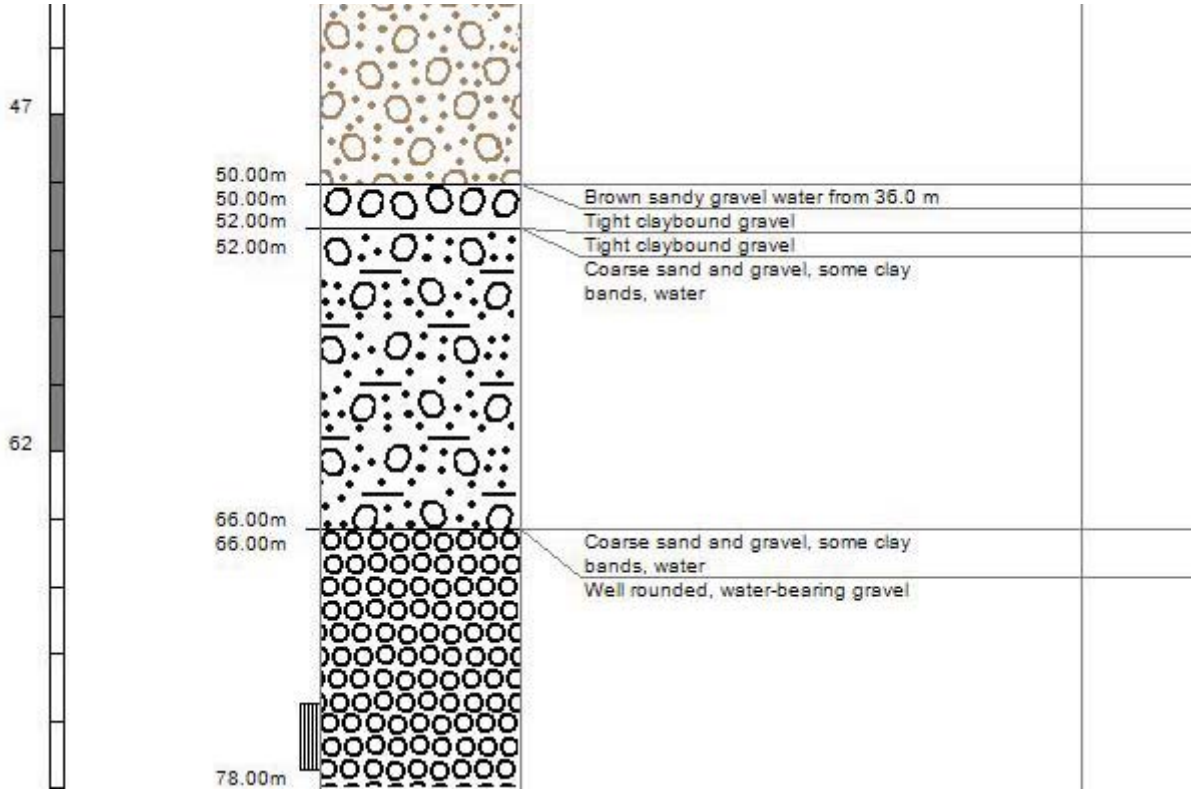 47
50.00m
50.00m
Brown sandy gravel water from 36.0 m
52.00m
Tight claybound gravel
52.00m
Tight claybound gravel
Coarse sand and gravel, some clay
bands, water
62
66.00m
66.00m
Coarse sand and gravel, some clay
bands, water
Well rounded, water-bearing gravel
78.00m